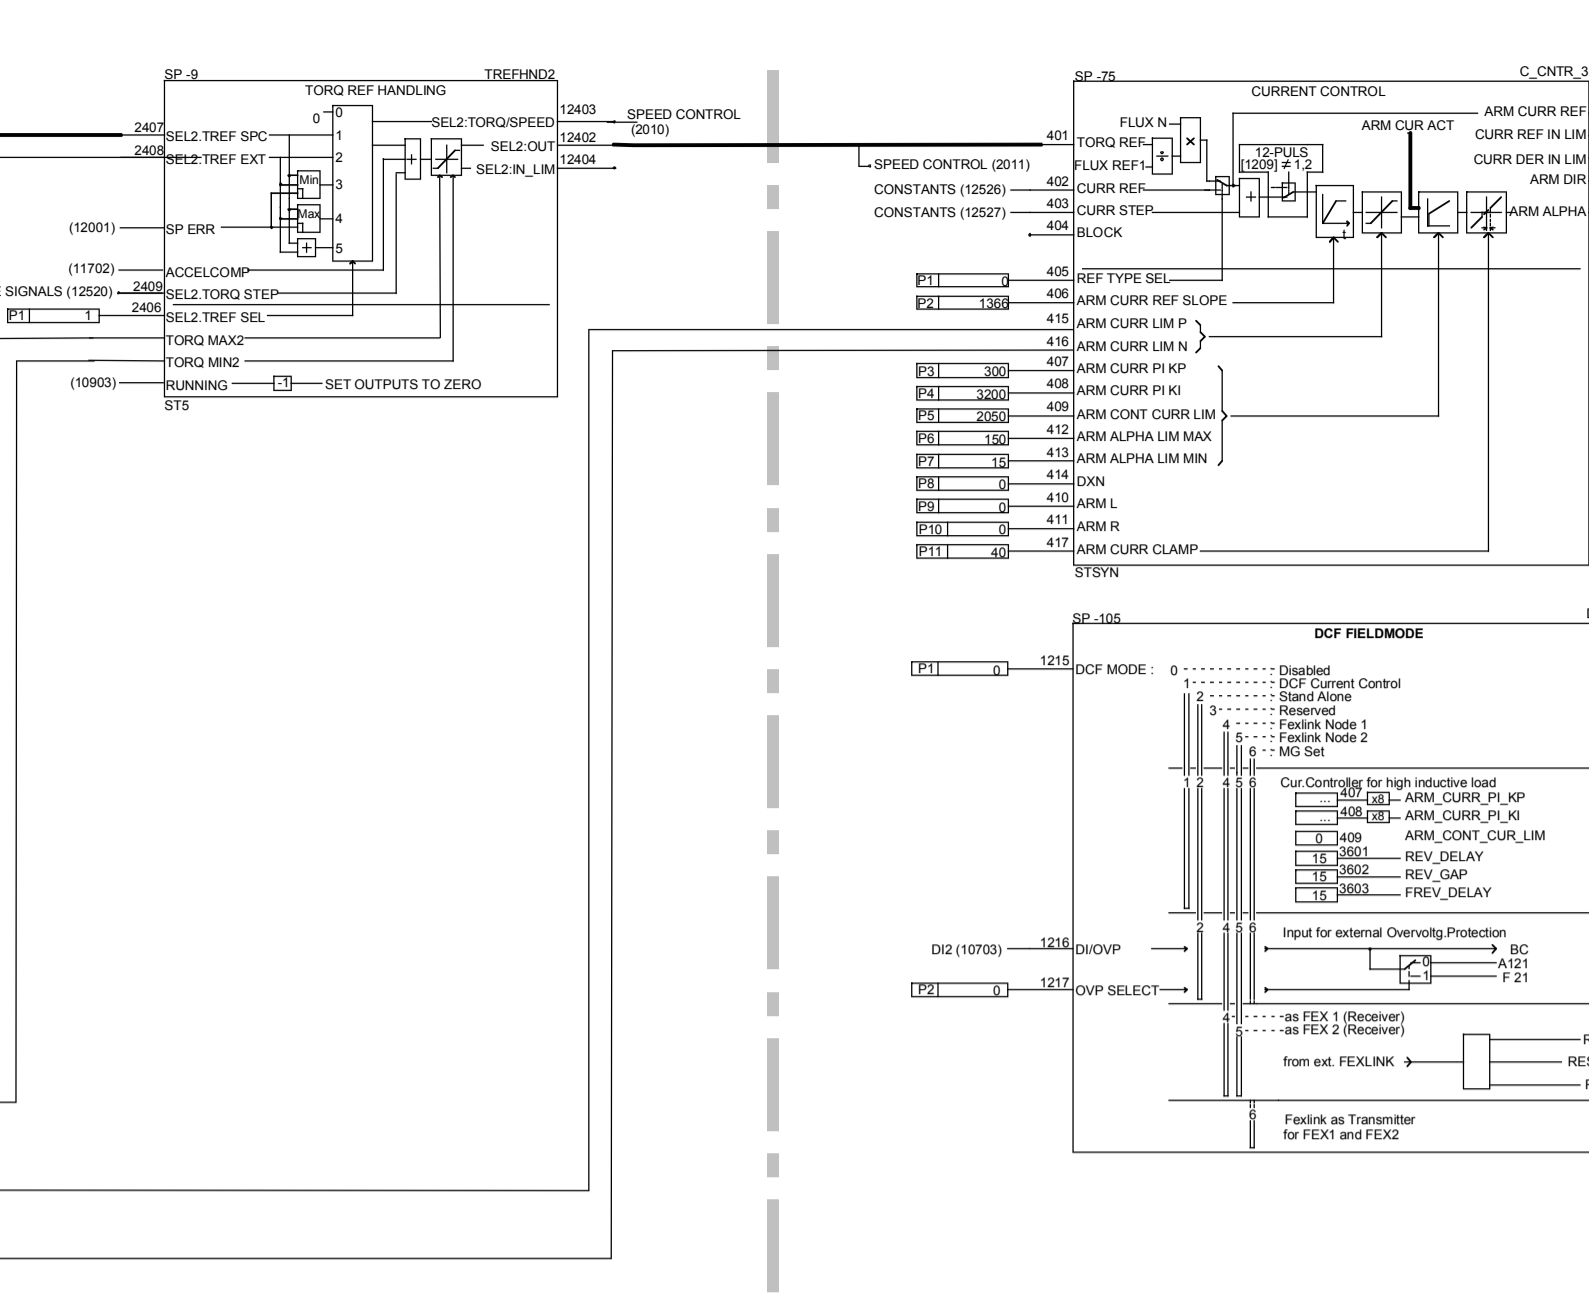 SP -9 TREFHND2
TORQ REF HANDLING
0 0
2407 SEL2.TREF SPC 1
2408 SEL2.TREF EXT 2
Min 3
Max 4
+ 5
+
SEL2:TORQ/SPEED 12403 SPEED CONTROL
(2010)
SEL2:OUT 12402
SEL2:IN_LIM 12404
(12001) SP ERR
(11702) ACCELCOMP
E SIGNALS (12520) 2409 SEL2.TORQ STEP
P1 1 2406 SEL2.TREF SEL
TORQ MAX2
TORQ MIN2
(10903) RUNNING -1 SET OUTPUTS TO ZERO
ST5
SP -75 C_CNTR_3
CURRENT CONTROL
FLUX N
401 TORQ REF
FLUX REF1
÷
×
SPEED CONTROL (2011)
CONSTANTS (12526) 402 CURR REF
CONSTANTS (12527) 403 CURR STEP
404 BLOCK
12-PULS
[1209] ≠ 1,2
+
t
ARM CUR ACT
ARM CURR REF
CURR REF IN LIM
CURR DER IN LIM
ARM DIR
ARM ALPHA
P1 0 405 REF TYPE SEL
P2 1366 406 ARM CURR REF SLOPE
415 ARM CURR LIM P
416 ARM CURR LIM N
P3 300 407 ARM CURR PI KP
P4 3200 408 ARM CURR PI KI
P5 2050 409 ARM CONT CURR LIM
P6 150 412 ARM ALPHA LIM MAX
P7 15 413 ARM ALPHA LIM MIN
P8 0 414 DXN
P9 0 410 ARM L
P10 0 411 ARM R
P11 40 417 ARM CURR CLAMP
STSYN
SP -105
DCF FIELDMODE
P1 0 1215 DCF MODE : 0 - - - - - - - - - - - : Disabled
1- - - - - - - - - - : DCF Current Control
2 - - - - - - - - : Stand Alone
3- - - - - - - : Reserved
4 - - - - - : Fexlink Node 1
5- - - - : Fexlink Node 2
6 - - : MG Set
1 2 4 5 6 Cur.Controller for high inductive load
... 407 x8 ARM_CURR_PI_KP
... 408 x8 ARM_CURR_PI_KI
0 409 ARM_CONT_CUR_LIM
15 3601 REV_DELAY
15 3602 REV_GAP
15 3603 FREV_DELAY
2 4 5 6 Input for external Overvoltg.Protection
DI2 (10703) 1216 DI/OVP BC
0 A121
1 F 21
P2 0 1217 OVP SELECT
4- - - - - -as FEX 1 (Receiver)
5- - - - -as FEX 2 (Receiver)
from ext. FEXLINK
RES
6 Fexlink as Transmitter
for FEX1 and FEX2